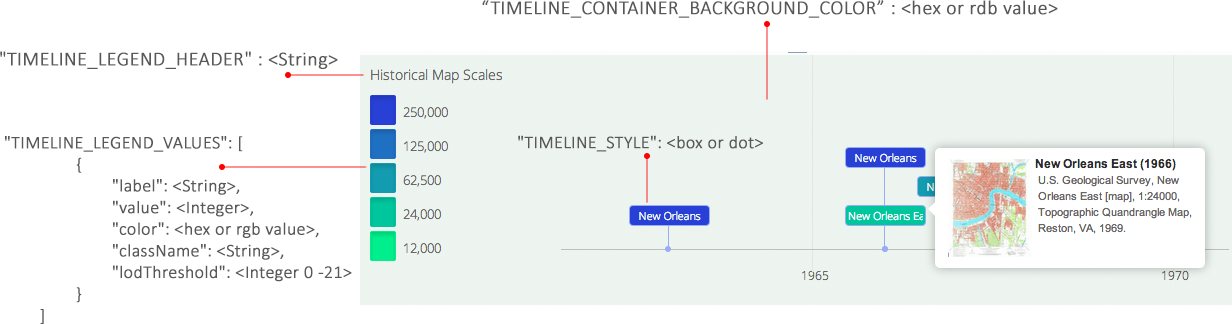 “TIMELINE_CONTAINER_BACKGROUND_COLOR” : <hex or rdb value>
"TIMELINE_LEGEND_HEADER" : <String>
Historical Map Scales
250,000
125,000
62,500
24,000
12,000
"TIMELINE_LEGEND_VALUES": [
{
"label": <String>,
"value": <Integer>,
"color": <hex or rgb value>,
"className": <String>,
"lodThreshold": <Integer 0 -21>
}
]
"TIMELINE_STYLE": <box or dot>
New Orleans
New Orleans
New Orleans Ea
New Orleans East (1966)
U.S. Geological Survey, New
Orleans East [map], 1:24000,
Topographic Quandrangle Map,
Reston, VA, 1969.
1965
1970